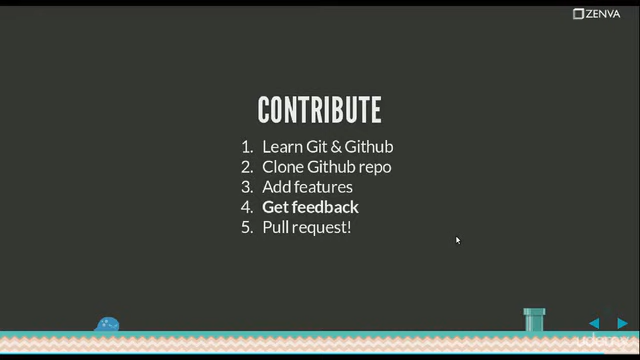 ZENVA
CONTRIBUTE
1. Learn Git & Github
2. Clone Github repo
3. Add features
4. Get feedback
5. Pull request!
udemy